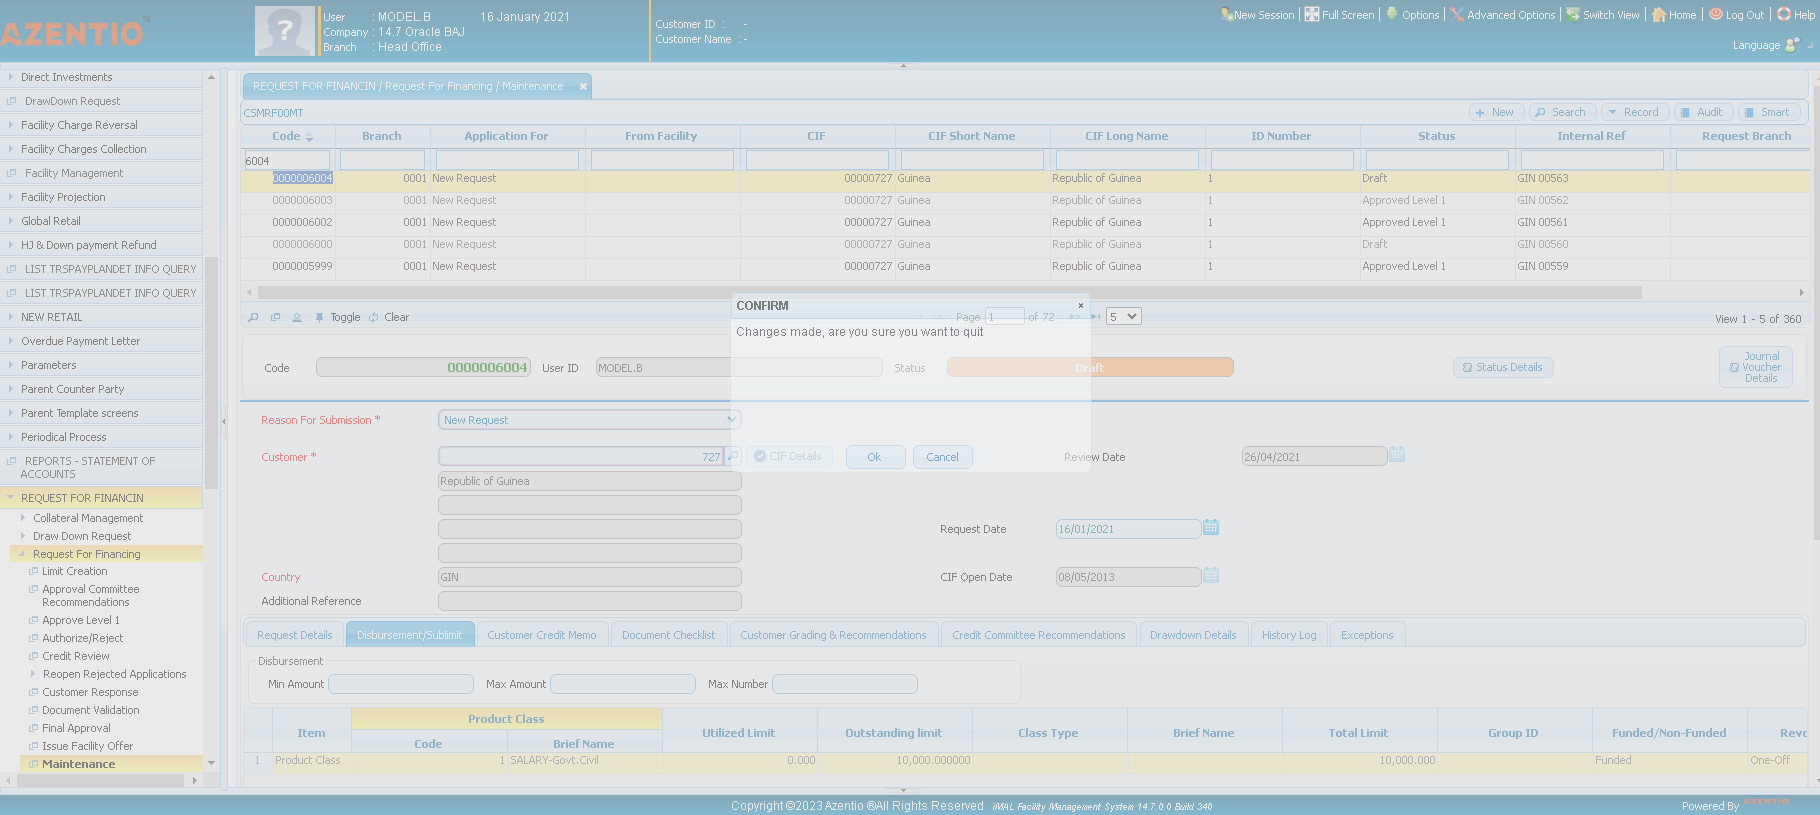 AZENTIO™
User : MODEL.B 16 January 2021
Company : 14.7 Oracle BAJ
Branch : Head Office
Customer ID : -
Customer Name : -
New Session Full Screen Options Advanced Options Switch View Home Log Out Help
Language
Direct Investments
DrawDown Request
Facility Charge Reversal
Facility Charges Collection
Facility Management
Facility Projection
Global Retail
HJ & Down payment Refund
LIST TRSPAYPLANDET INFO QUERY
LIST TRSPAYPLANDET INFO QUERY
NEW RETAIL
Overdue Payment Letter
Parameters
Parent Counter Party
Parent Template screens
Periodical Process
REPORTS - STATEMENT OF
ACCOUNTS
REQUEST FOR FINANCIN
Collateral Management
Draw Down Request
Request For Financing
Limit Creation
Approval Committee
Recommendations
Approve Level 1
Authorize/Reject
Credit Review
Reopen Rejected Applications
Customer Response
Document Validation
Final Approval
Issue Facility Offer
Maintenance
REQUEST FOR FINANCIN / Request For Financing / Maintenance
CSMRF00MT
New Search Record Audit Smart
Code Branch Application For From Facility CIF CIF Short Name CIF Long Name ID Number Status Internal Ref Request Branch
6004
0000006004 0001 New Request 00000727 Guinea Republic of Guinea 1 Draft GIN 00563
0000006003 0001 New Request 00000727 Guinea Republic of Guinea 1 Approved Level 1 GIN 00562
0000006002 0001 New Request 00000727 Guinea Republic of Guinea 1 Approved Level 1 GIN 00561
0000006000 0001 New Request 00000727 Guinea Republic of Guinea 1 Draft GIN 00560
0000005999 0001 New Request 00000727 Guinea Republic of Guinea 1 Approved Level 1 GIN 00559
Toggle Clear Page 1 of 72 5 View 1 - 5 of 360
CONFIRM
Changes made, are you sure you want to quit
Ok Cancel
Code 0000006004 User ID MODEL.B Status Draft Status Details
Journal
Voucher
Details
Reason For Submission * New Request
Customer * 727 CIF Details Review Date 26/04/2021
Republic of Guinea
Request Date 16/01/2021
Country GIN CIF Open Date 08/05/2013
Additional Reference
Request Details Disbursement/Sublimit Customer Credit Memo Document Checklist Customer Grading & Recommendations Credit Committee Recommendations Drawdown Details History Log Exceptions
Disbursement
Min Amount Max Amount Max Number
Product Class
Item Code Brief Name Utilized Limit Outstanding limit Class Type Brief Name Total Limit Group ID Funded/Non-Funded Revo
1 Product Class 1 SALARY-Govt.Civil 0.000 10,000.000000 10,000.000 Funded One-Off
Copyright ©2023 Azentio ®All Rights Reserved iMAL Facility Management System 14.7.0.0 Build 340
Powered By AZENTIO